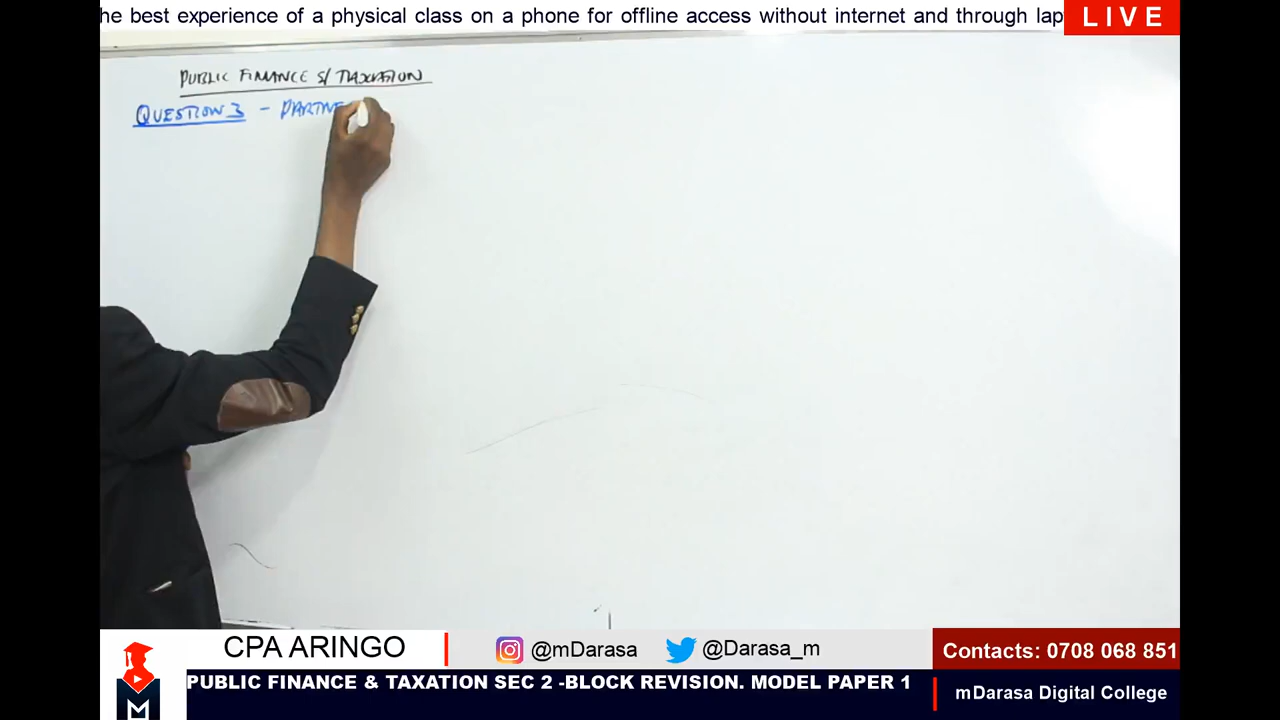 he best experience of a physical class on a phone for offline access without internet and through lap
LIVE
PUBLIC FINANCE & TAXATION
QUESTION 3 - PARTNE
CPA ARINGO
@mDarasa
@Darasa_m
Contacts: 0708 068 851
PUBLIC FINANCE & TAXATION SEC 2 -BLOCK REVISION. MODEL PAPER 1
mDarasa Digital College
M